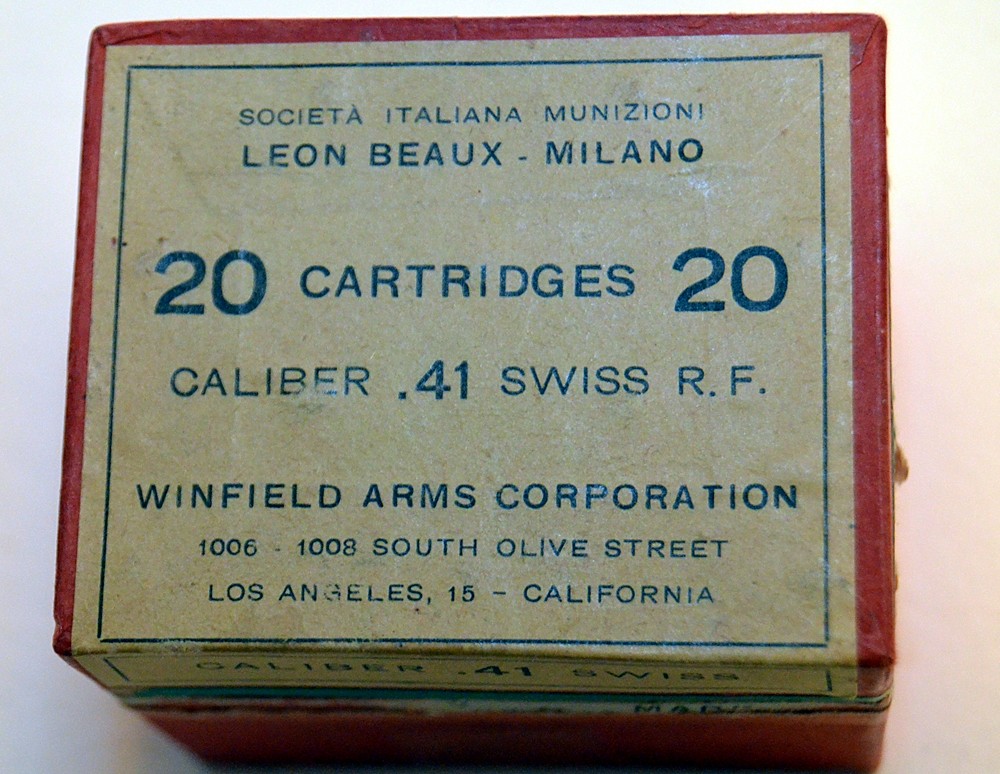 SOCIETÀ ITALIANA MUNIZIONI
LEON BEAUX - MILANO
20 CARTRIDGES 20
CALIBER .41 SWISS R.F.
WINFIELD ARMS CORPORATION
1006 - 1008 SOUTH OLIVE STREET
LOS ANGELES, 15 - CALIFORNIA
CALIBER .41 SWISS